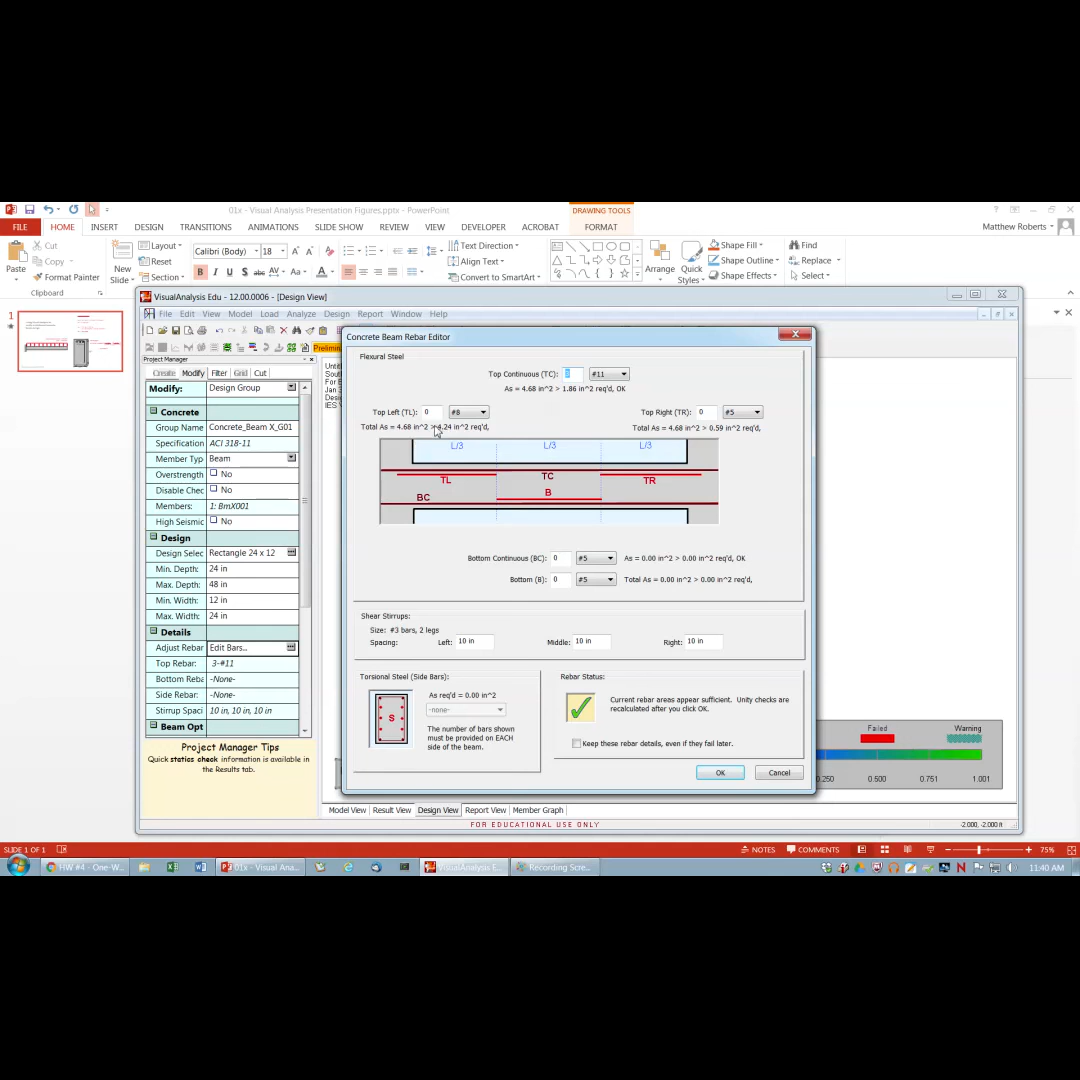 01x - Visual Analysis Presentation Figures.pptx - PowerPoint
DRAWING TOOLS
FILE HOME INSERT DESIGN TRANSITIONS ANIMATIONS SLIDE SHOW REVIEW VIEW DEVELOPER ACROBAT FORMAT
Matthew Roberts
Cut
Copy
Format Painter
Paste
Clipboard
New
Slide
Layout
Reset
Section
Calibri (Body) 18
B I U S abc AV Aa A
Text Direction
Align Text
Convert to SmartArt
Arrange
Quick
Styles
Shape Fill
Shape Outline
Shape Effects
Find
Replace
Select
1
VisualAnalysis Edu - 12.00.0006 - [Design View]
File Edit View Model Load Analyze Design Report Window Help
Prelimin
Project Manager
Create Modify Filter Grid Cut
Modify: Design Group
Concrete
Group Name Concrete_Beam X_G01
Specification ACI 318-11
Member Typ Beam
Overstrength No
Disable Chec No
Members: 1: BmX001
High Seismic No
Design
Design Selec Rectangle 24 x 12
Min. Depth: 24 in
Max. Depth: 48 in
Min. Width: 12 in
Max. Width: 24 in
Details
Adjust Rebar Edit Bars...
Top Rebar: 3-#11
Bottom Reba -None-
Side Rebar: -None-
Stirrup Spaci 10 in, 10 in, 10 in
Beam Opt
Project Manager Tips
Quick statics check information is available in
the Results tab.
Untit
Sout
For E
Jan
Desi
IES V
Concrete Beam Rebar Editor
Flexural Steel
Top Continuous (TC): 3 #11
As = 4.68 in^2 > 1.86 in^2 req'd, OK
Top Left (TL): 0 #8
Total As = 4.68 in^2 > 4.24 in^2 req'd,
Top Right (TR): 0 #5
Total As = 4.68 in^2 > 0.59 in^2 req'd,
L/3 L/3 L/3
TL TC TR
BC B
Bottom Continuous (BC): 0 #5 As = 0.00 in^2 > 0.00 in^2 req'd, OK
Bottom (B): 0 #5 Total As = 0.00 in^2 > 0.00 in^2 req'd,
Shear Stirrups:
Size: #3 bars, 2 legs
Spacing: Left: 10 in Middle: 10 in Right: 10 in
Torsional Steel (Side Bars):
As req'd = 0.00 in^2
-none-
S
The number of bars shown
must be provided on EACH
side of the beam.
Rebar Status:
Current rebar areas appear sufficient. Unity checks are
recalculated after you click OK.
Keep these rebar details, even if they fail later.
OK Cancel
Failed Warning
0.250 0.500 0.751 1.001
Model View Result View Design View Report View Member Graph
FOR EDUCATIONAL USE ONLY
-2.000, -2.000 ft
SLIDE 1 OF 1
NOTES COMMENTS 75%
HW #4 - One-W...
01x - Visual Ana...
VisualAnalysis E...
Recording Scre...
11:40 AM